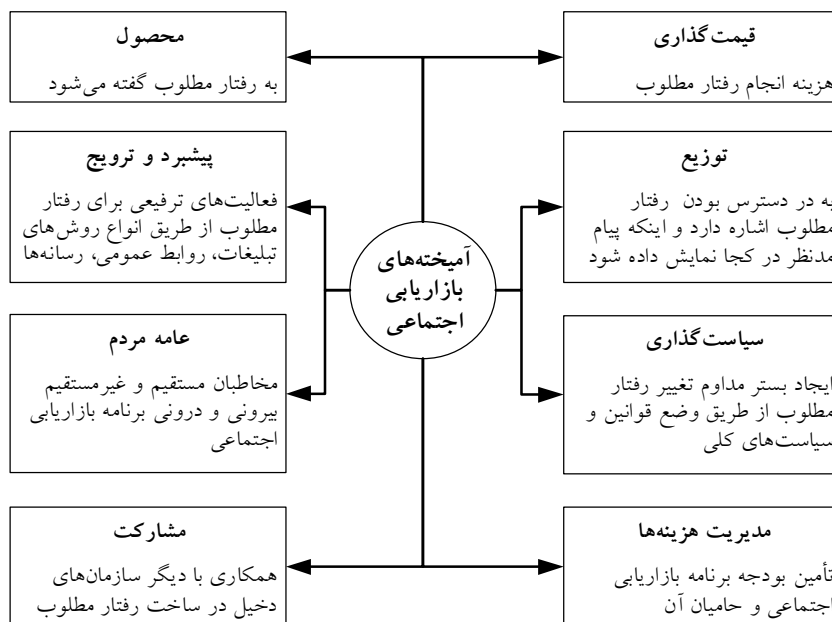 قیمت‌گذاری
هزینه انجام رفتار مطلوب
محصول
به رفتار مطلوب گفته می‌شود
توزیع
به در دسترس بودن رفتار
مطلوب اشاره دارد و اینکه پیام
مدنظر در کجا نمایش داده شود
پیشبرد و ترویج
فعالیت‌های ترفیعی برای رفتار
مطلوب از طریق انواع روش‌های
تبلیغات، روابط عمومی، رسانه‌ها
آمیخته‌های
بازاریابی
اجتماعی
سیاست‌گذاری
ایجاد بستر مداوم تغییر رفتار
مطلوب از طریق وضع قوانین و
سیاست‌های کلی
عامه مردم
مخاطبان مستقیم و غیرمستقیم
بیرونی و درونی برنامه بازاریابی
اجتماعی
مدیریت هزینه‌ها
تأمین بودجه برنامه بازاریابی
اجتماعی و حامیان آن
مشارکت
همکاری با دیگر سازمان‌های
دخیل در ساخت رفتار مطلوب